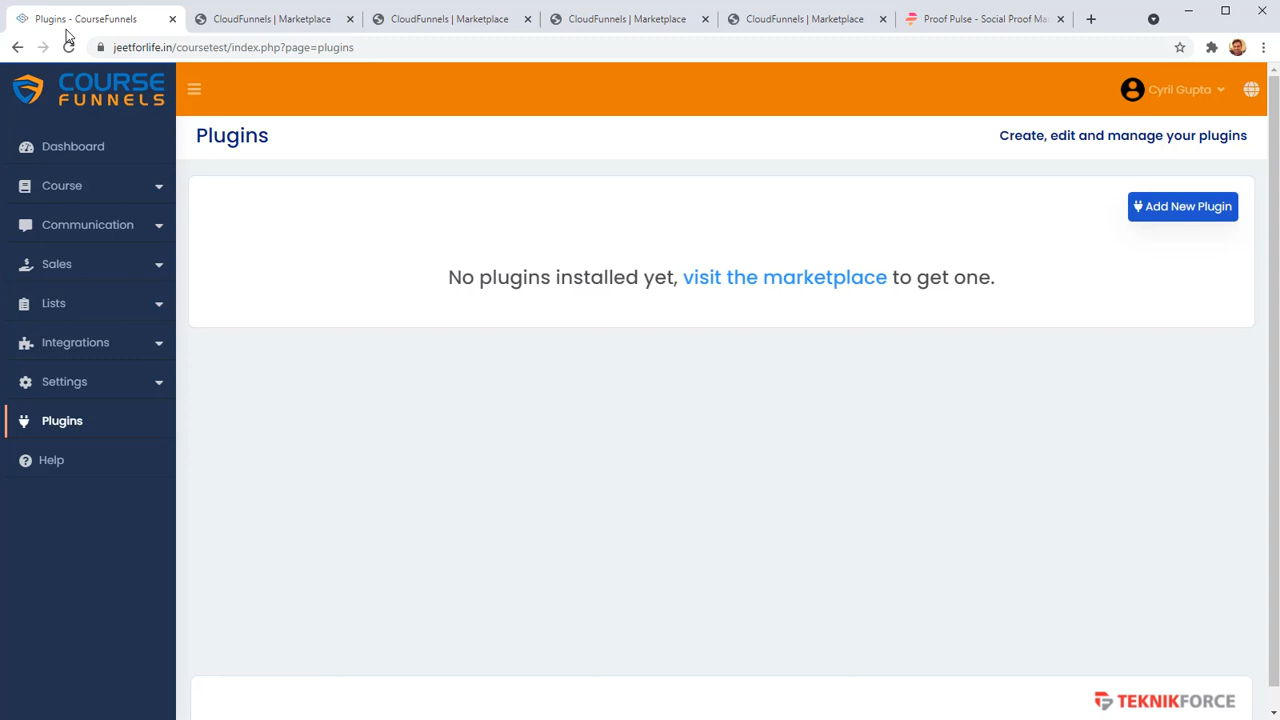 Plugins - CourseFunnels
CloudFunnels | Marketplace
CloudFunnels | Marketplace
CloudFunnels | Marketplace
CloudFunnels | Marketplace
Proof Pulse - Social Proof Ma
jeetforlife.in/coursetest/index.php?page=plugins
COURSE
FUNNELS
Cyril Gupta
Plugins
Create, edit and manage your plugins
Dashboard
Course
Communication
Sales
Lists
Integrations
Settings
Plugins
Help
Add New Plugin
No plugins installed yet, visit the marketplace to get one.
TEKNIKFORCE